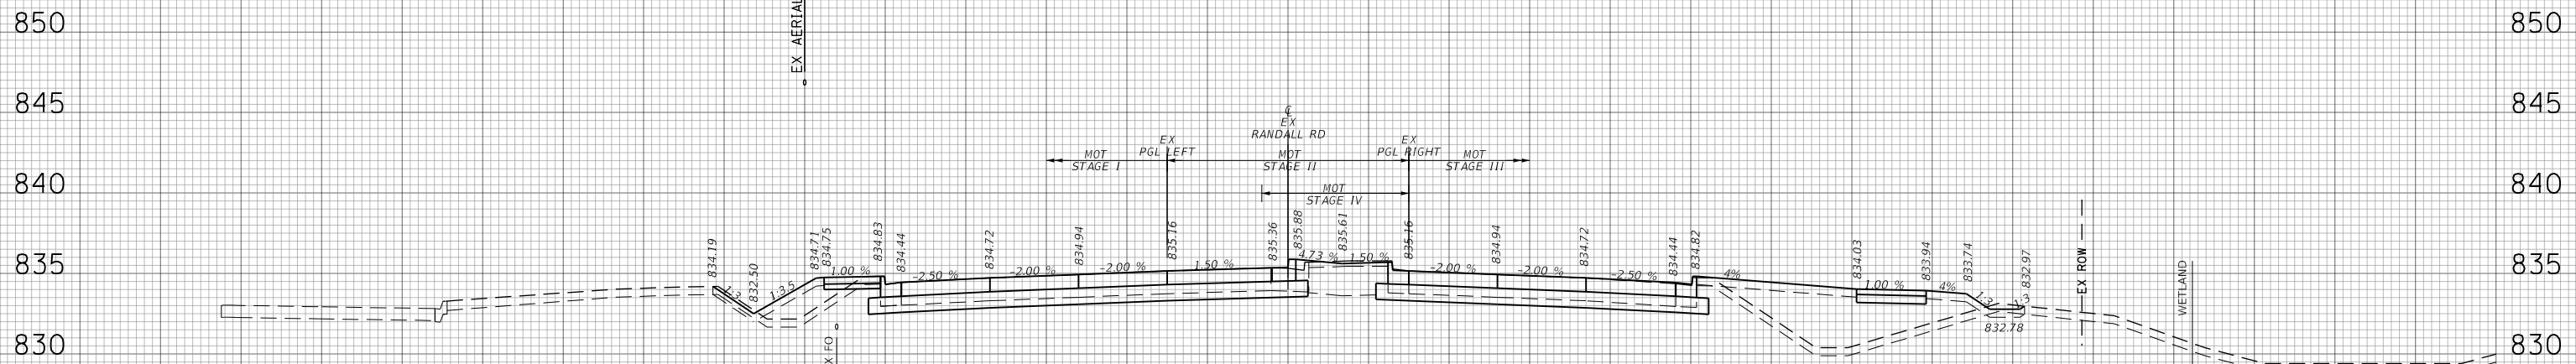 850
850
EX AERIAL
845
845
℄
EX
RANDALL RD
EX
PGL LEFT
EX
PGL RIGHT
MOT
STAGE I
MOT
STAGE II
MOT
STAGE III
840
840
MOT
STAGE IV
834.19
832.50
834.71
834.75
834.83
834.44
834.72
834.94
835.16
835.36
835.88
835.61
835.16
834.94
834.72
834.44
834.82
834.03
833.94
833.74
832.97
EX ROW
WETLAND
835
835
1:3
1:3.5
1.00 %
-2.50 %
-2.00 %
-2.00 %
1.50 %
4.73 %
1.50 %
-2.00 %
-2.00 %
-2.50 %
4%
1.00 %
4%
1:3
1:3
832.78
830
830
X FO